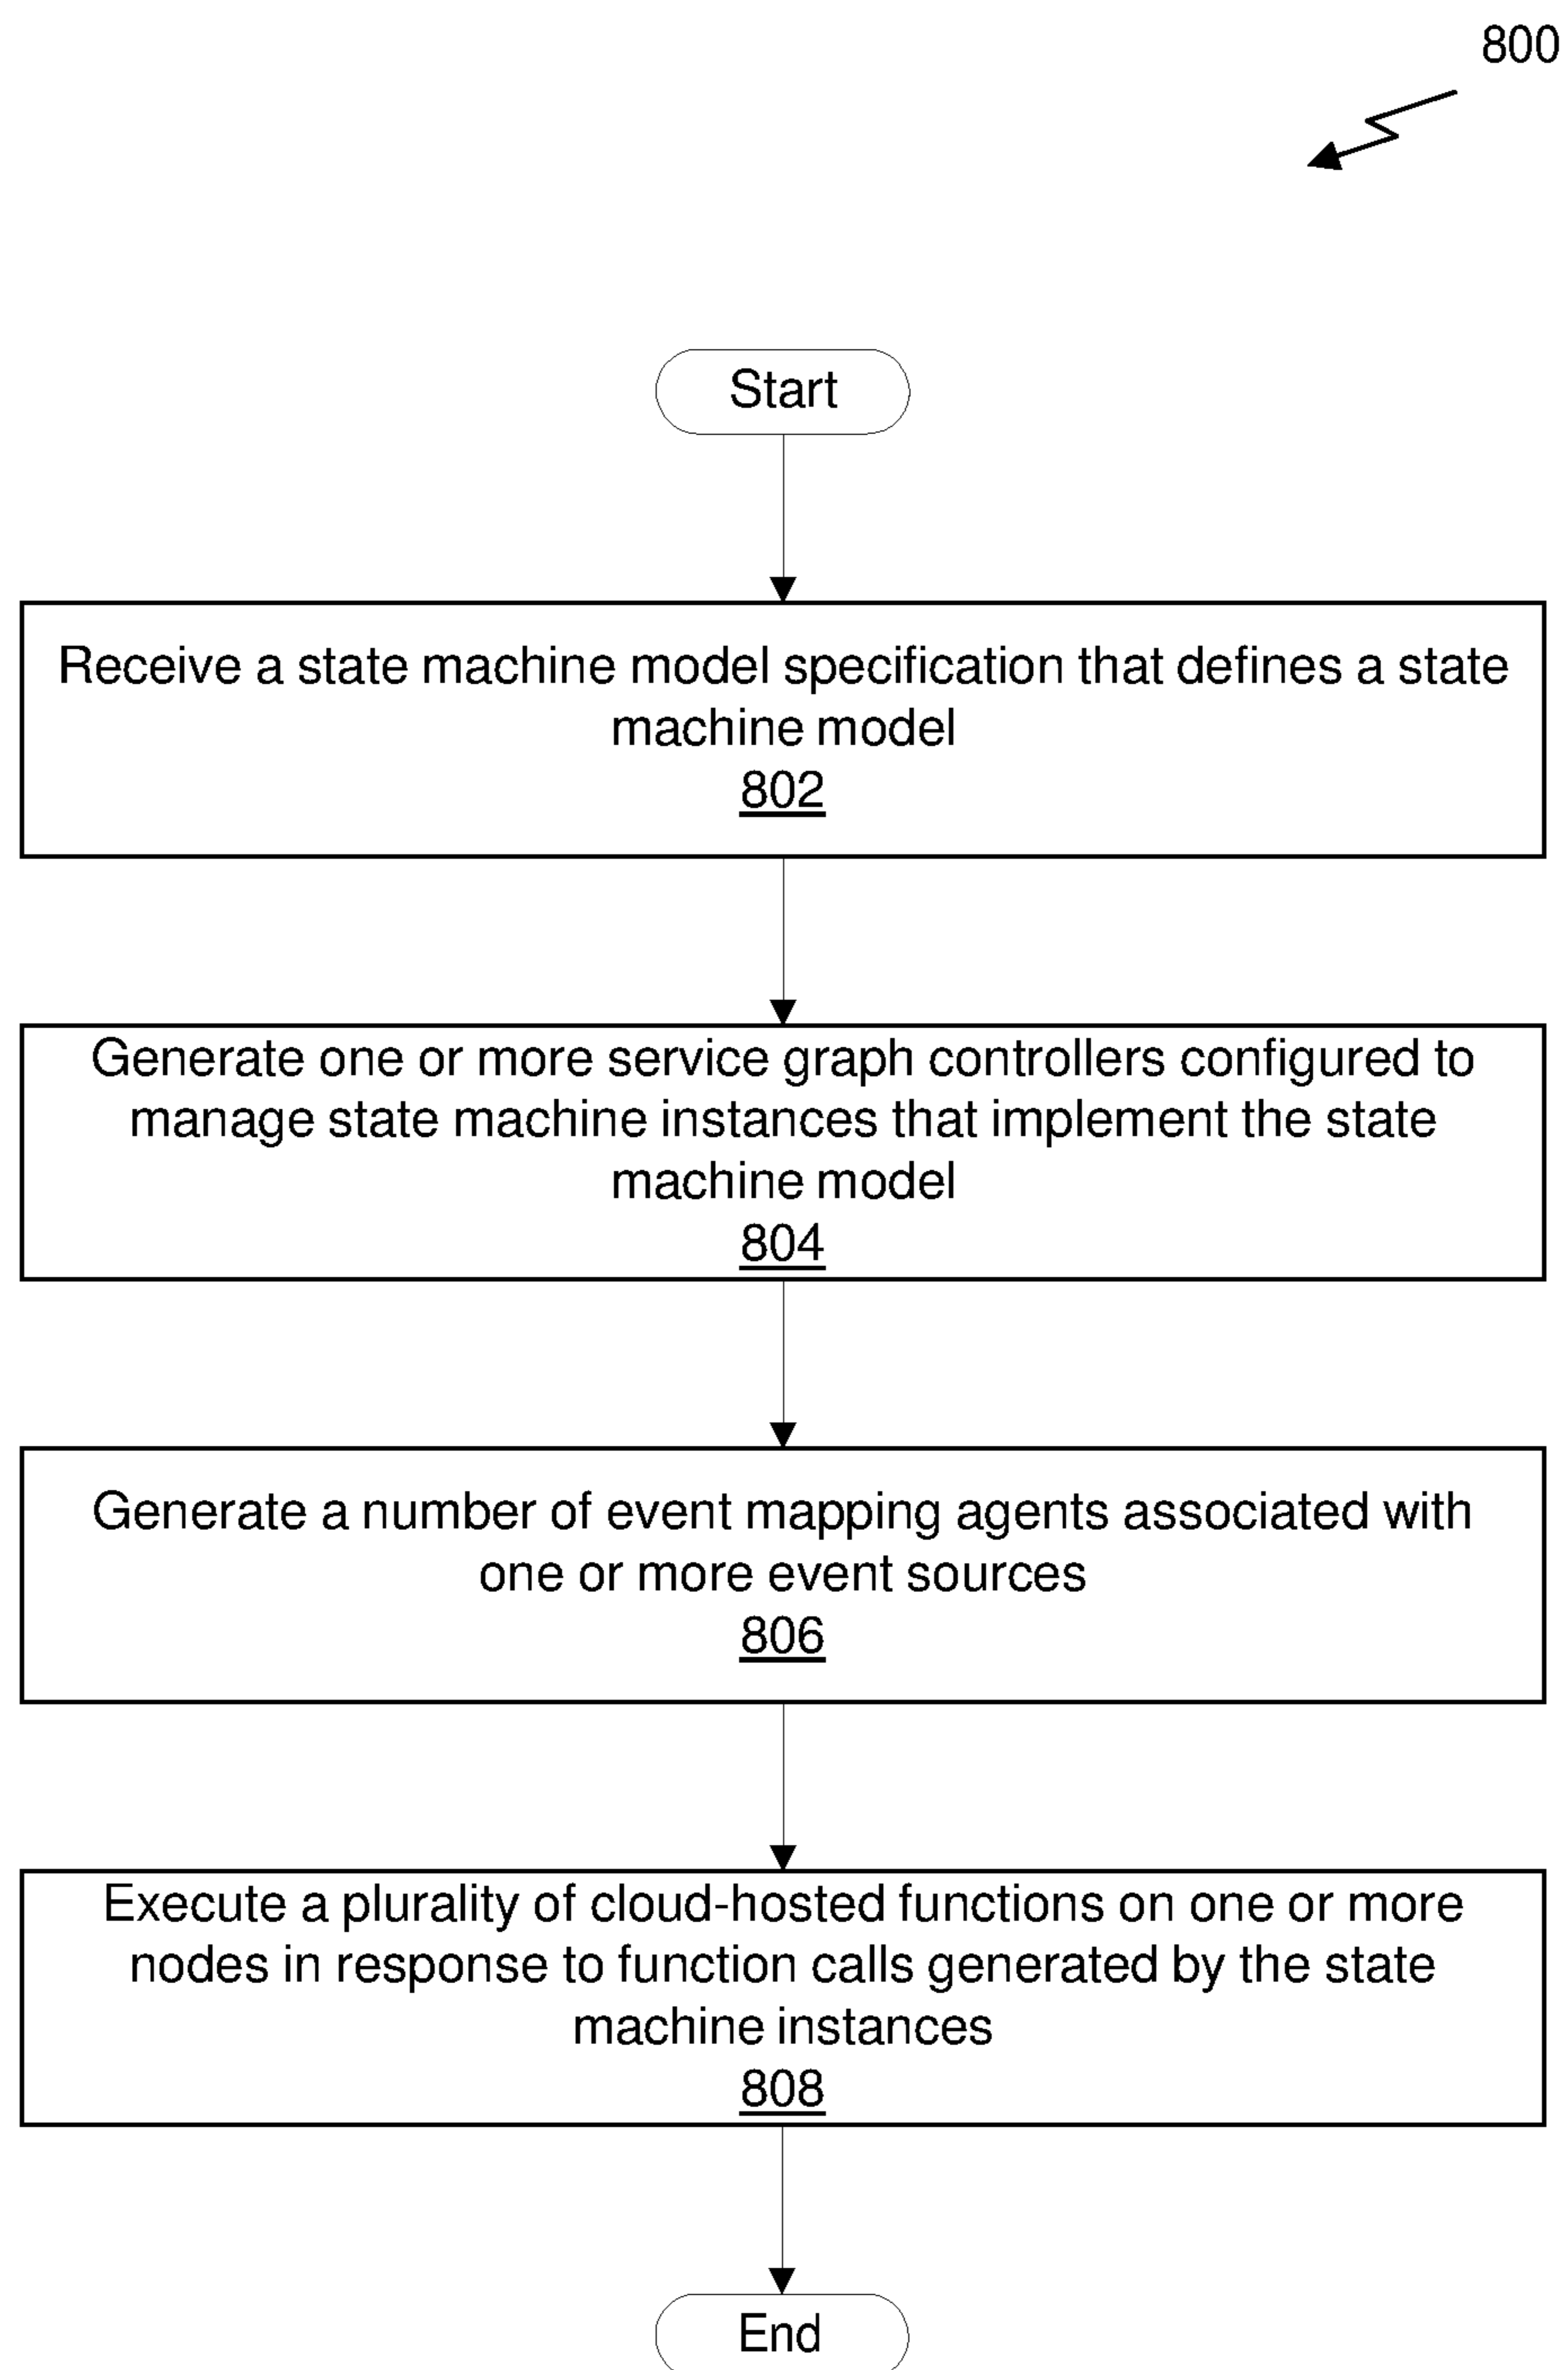 800
Start
Receive a state machine model specification that defines a state
machine model
802
Generate one or more service graph controllers configured to
manage state machine instances that implement the state
machine model
804
Generate a number of event mapping agents associated with
one or more event sources
806
Execute a plurality of cloud-hosted functions on one or more
nodes in response to function calls generated by the state
machine instances
808
End